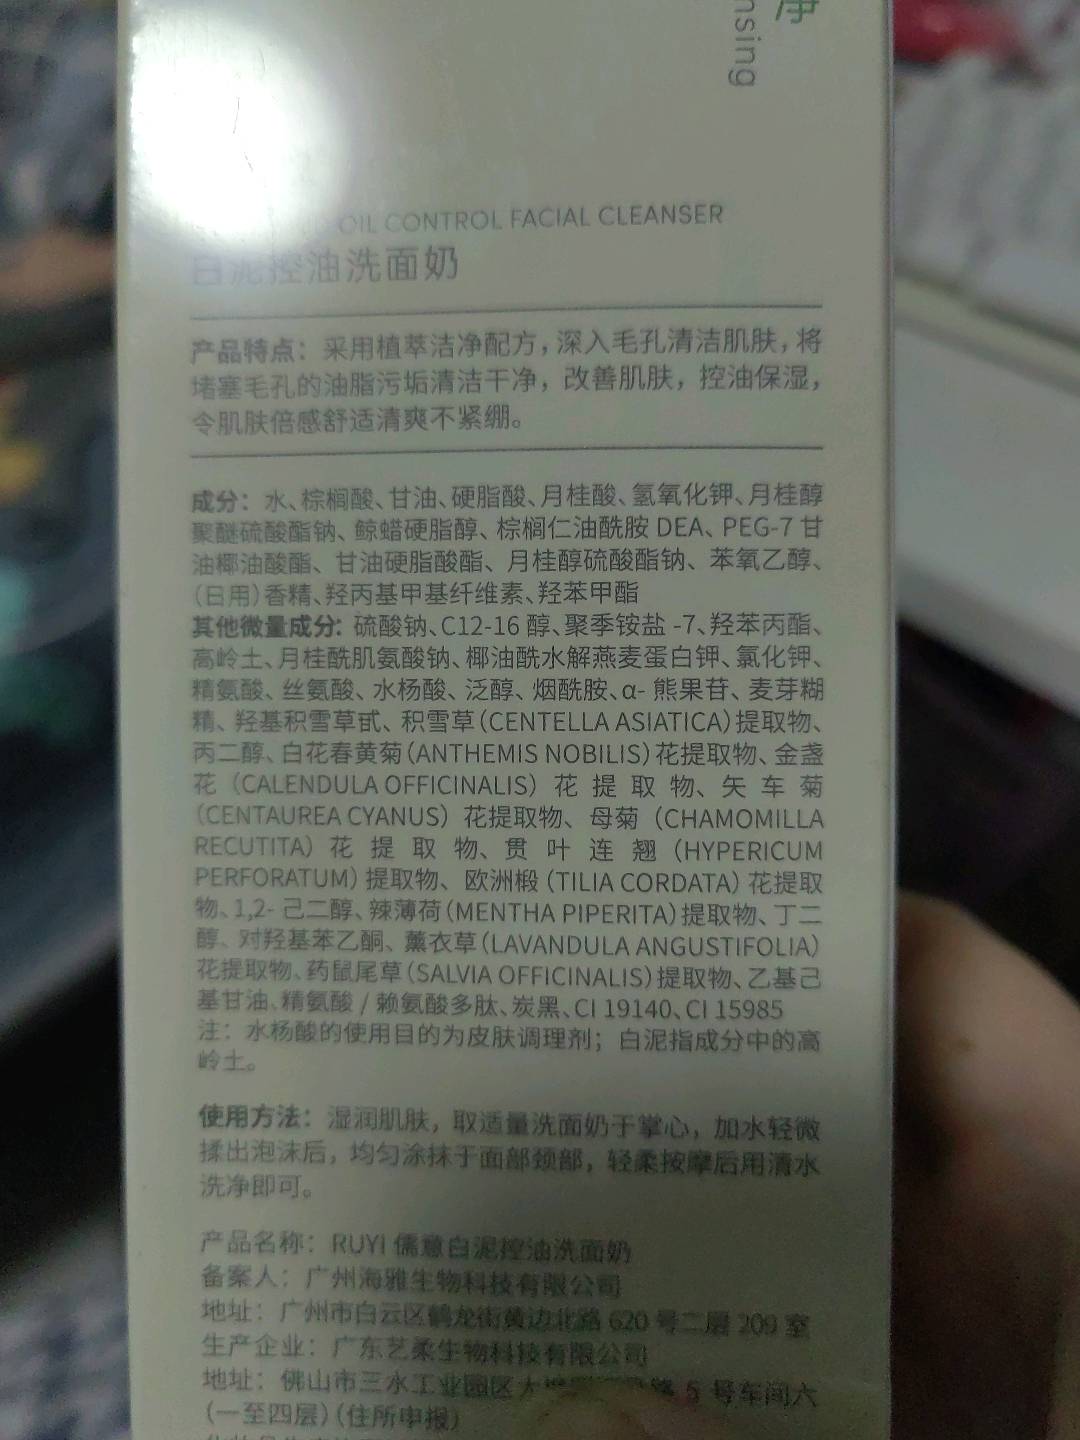 净
nsing
OIL CONTROL FACIAL CLEANSER
白泥控油洗面奶
产品特点：采用植萃洁净配方，深入毛孔清洁肌肤，将
堵塞毛孔的油脂污垢清洁干净，改善肌肤，控油保湿，
令肌肤倍感舒适清爽不紧绷。
成分：水、棕榈酸、甘油、硬脂酸、月桂酸、氢氧化钾、月桂醇
聚醚硫酸酯钠、鲸蜡硬脂醇、棕榈仁油酰胺 DEA、PEG-7 甘
油椰油酸酯、甘油硬脂酸酯、月桂醇硫酸酯钠、苯氧乙醇、
（日用）香精、羟丙基甲基纤维素、羟苯甲酯
其他微量成分：硫酸钠、C12-16 醇、聚季铵盐 -7、羟苯丙酯、
高岭土、月桂酰肌氨酸钠、椰油酰水解燕麦蛋白钾、氯化钾、
精氨酸、丝氨酸、水杨酸、泛醇、烟酰胺、α- 熊果苷、麦芽糊
精、羟基积雪草甙、积雪草（CENTELLA ASIATICA）提取物、
丙二醇、白花春黄菊（ANTHEMIS NOBILIS）花提取物、金盏
花（CALENDULA OFFICINALIS）花提取物、矢车菊
（CENTAUREA CYANUS）花提取物、母菊（CHAMOMILLA
RECUTITA）花提取物、贯叶连翘（HYPERICUM
PERFORATUM）提取物、欧洲椴（TILIA CORDATA）花提取
物、1,2- 己二醇、辣薄荷（MENTHA PIPERITA）提取物、丁二
醇、对羟基苯乙酮、薰衣草（LAVANDULA ANGUSTIFOLIA）
花提取物、药鼠尾草（SALVIA OFFICINALIS）提取物、乙基己
基甘油、精氨酸 / 赖氨酸多肽、炭黑、CI 19140、CI 15985
注：水杨酸的使用目的为皮肤调理剂；白泥指成分中的高
岭土。
使用方法：湿润肌肤，取适量洗面奶于掌心，加水轻微
揉出泡沫后，均匀涂抹于面部颈部，轻柔按摩后用清水
洗净即可。
产品名称：RUYI 儒意白泥控油洗面奶
备案人：广州海雅生物科技有限公司
地址：广州市白云区鹤龙街黄边北路 620 号二层 209 室
生产企业：广东艺柔生物科技有限公司
地址：佛山市三水工业园区大 路 5 号车间六
（一至四层）（住所申报）